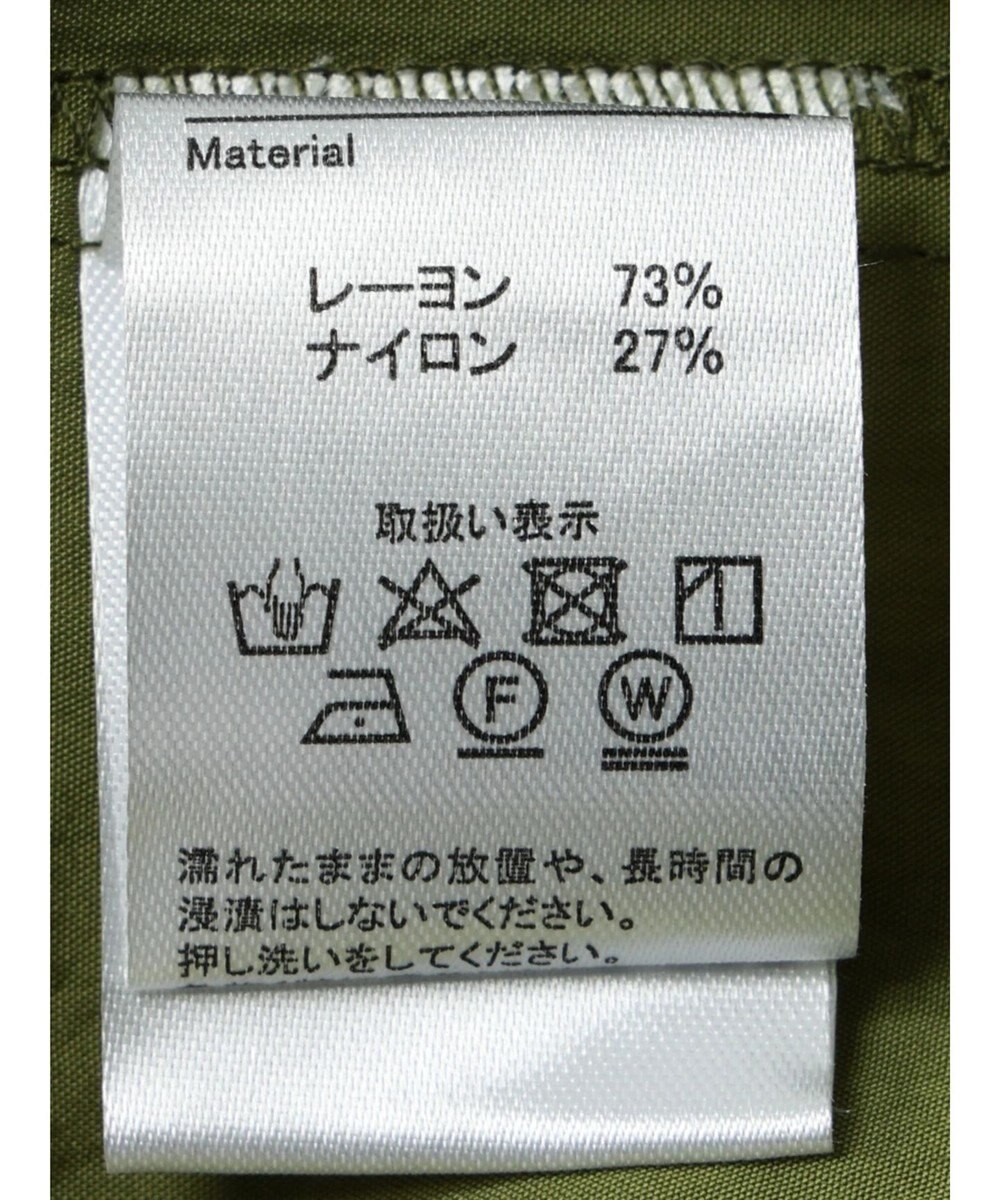 Material
レーヨン 73%
ナイロン 27%
取扱い表示
F W
濡れたままの放置や、長時間の
浸漬はしないでください。
押し洗いをしてください。